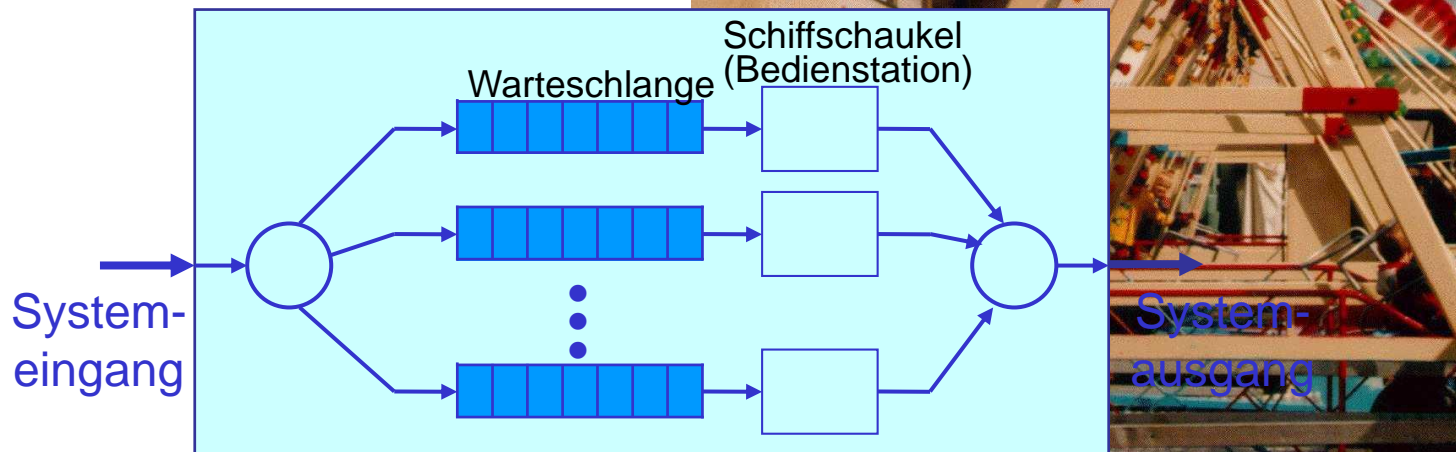 Schiffschaukel
(Bedienstation)
Warteschlange
System-
eingang
System-
ausgang